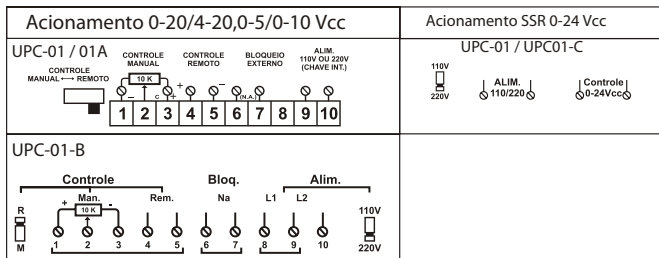 Acionamento 0-20/4-20,0-5/0-10 Vcc
UPC-01 / 01A
CONTROLE
MANUAL
CONTROLE
REMOTO
BLOQUEIO
EXTERNO
ALIM.
110V OU 220V
(CHAVE INT.)
CONTROLE
MANUAL ←→ REMOTO
10 K
+ −
− C + (N.A.)
1 2 3 4 5 6 7 8 9 10
Acionamento SSR 0-24 Vcc
UPC-01 / UPC01-C
110V
220V
ALIM.
110/220
Controle
0-24Vcc
UPC-01-B
Controle Bloq. Alim.
Man. Rem. Na L1 L2
R
M
+ 10 K -
110V
220V
1 2 3 4 5 6 7 8 9 10